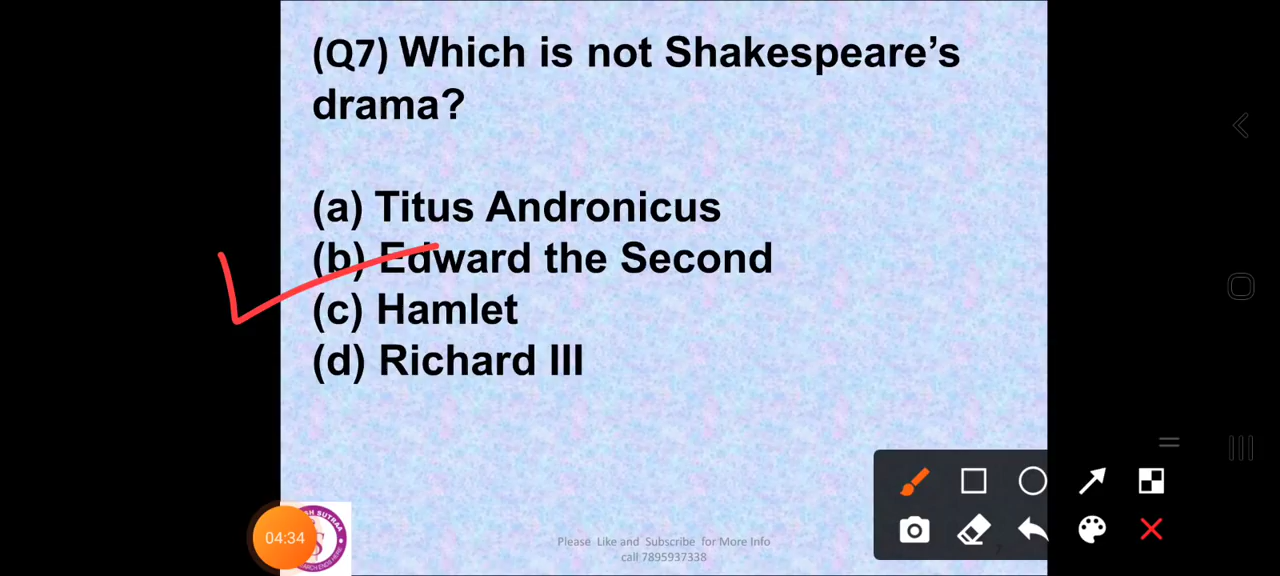 (Q7) Which is not Shakespeare's
drama?
(a) Titus Andronicus
(b) Edward the Second
(c) Hamlet
(d) Richard III
04:34
Please Like and Subscribe for More Info
call 7895937338
7